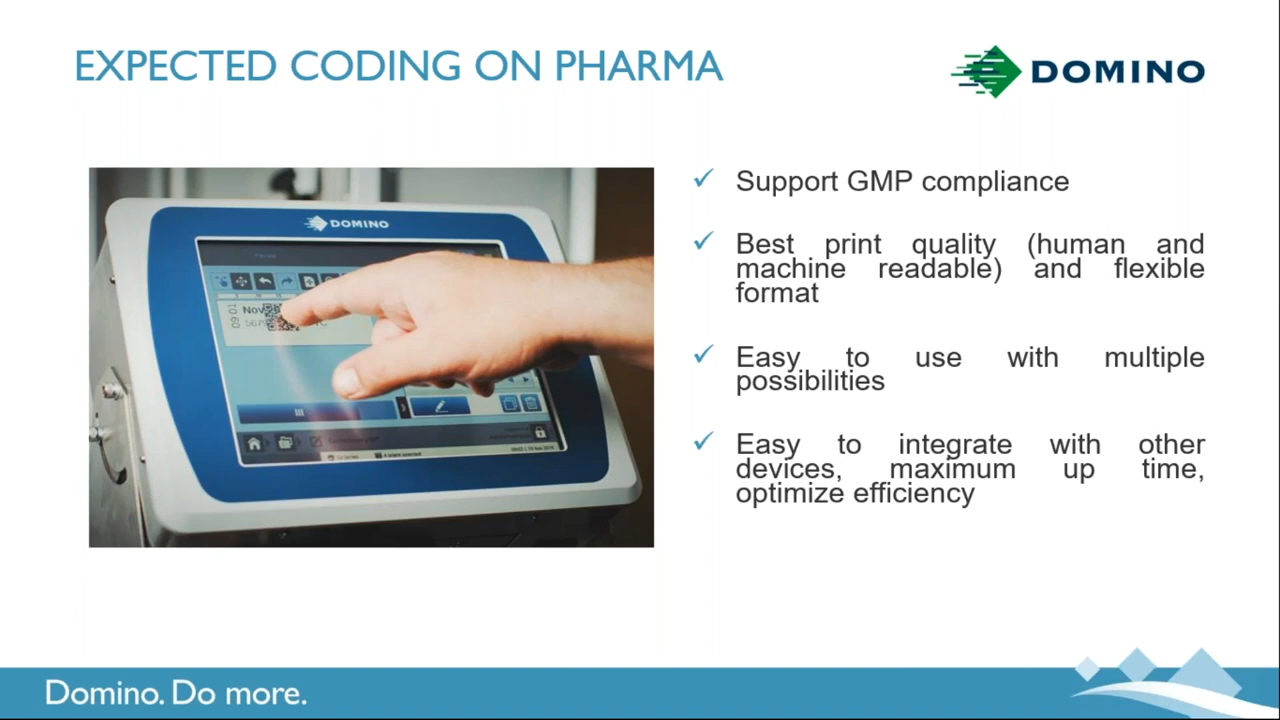 EXPECTED CODING ON PHARMA
DOMINO
DOMINO
09 01
Support GMP compliance
Best print quality (human and
machine readable) and flexible
format
Easy to use with multiple
possibilities
Easy to integrate with other
devices, maximum up time,
optimize efficiency
Domino. Do more.